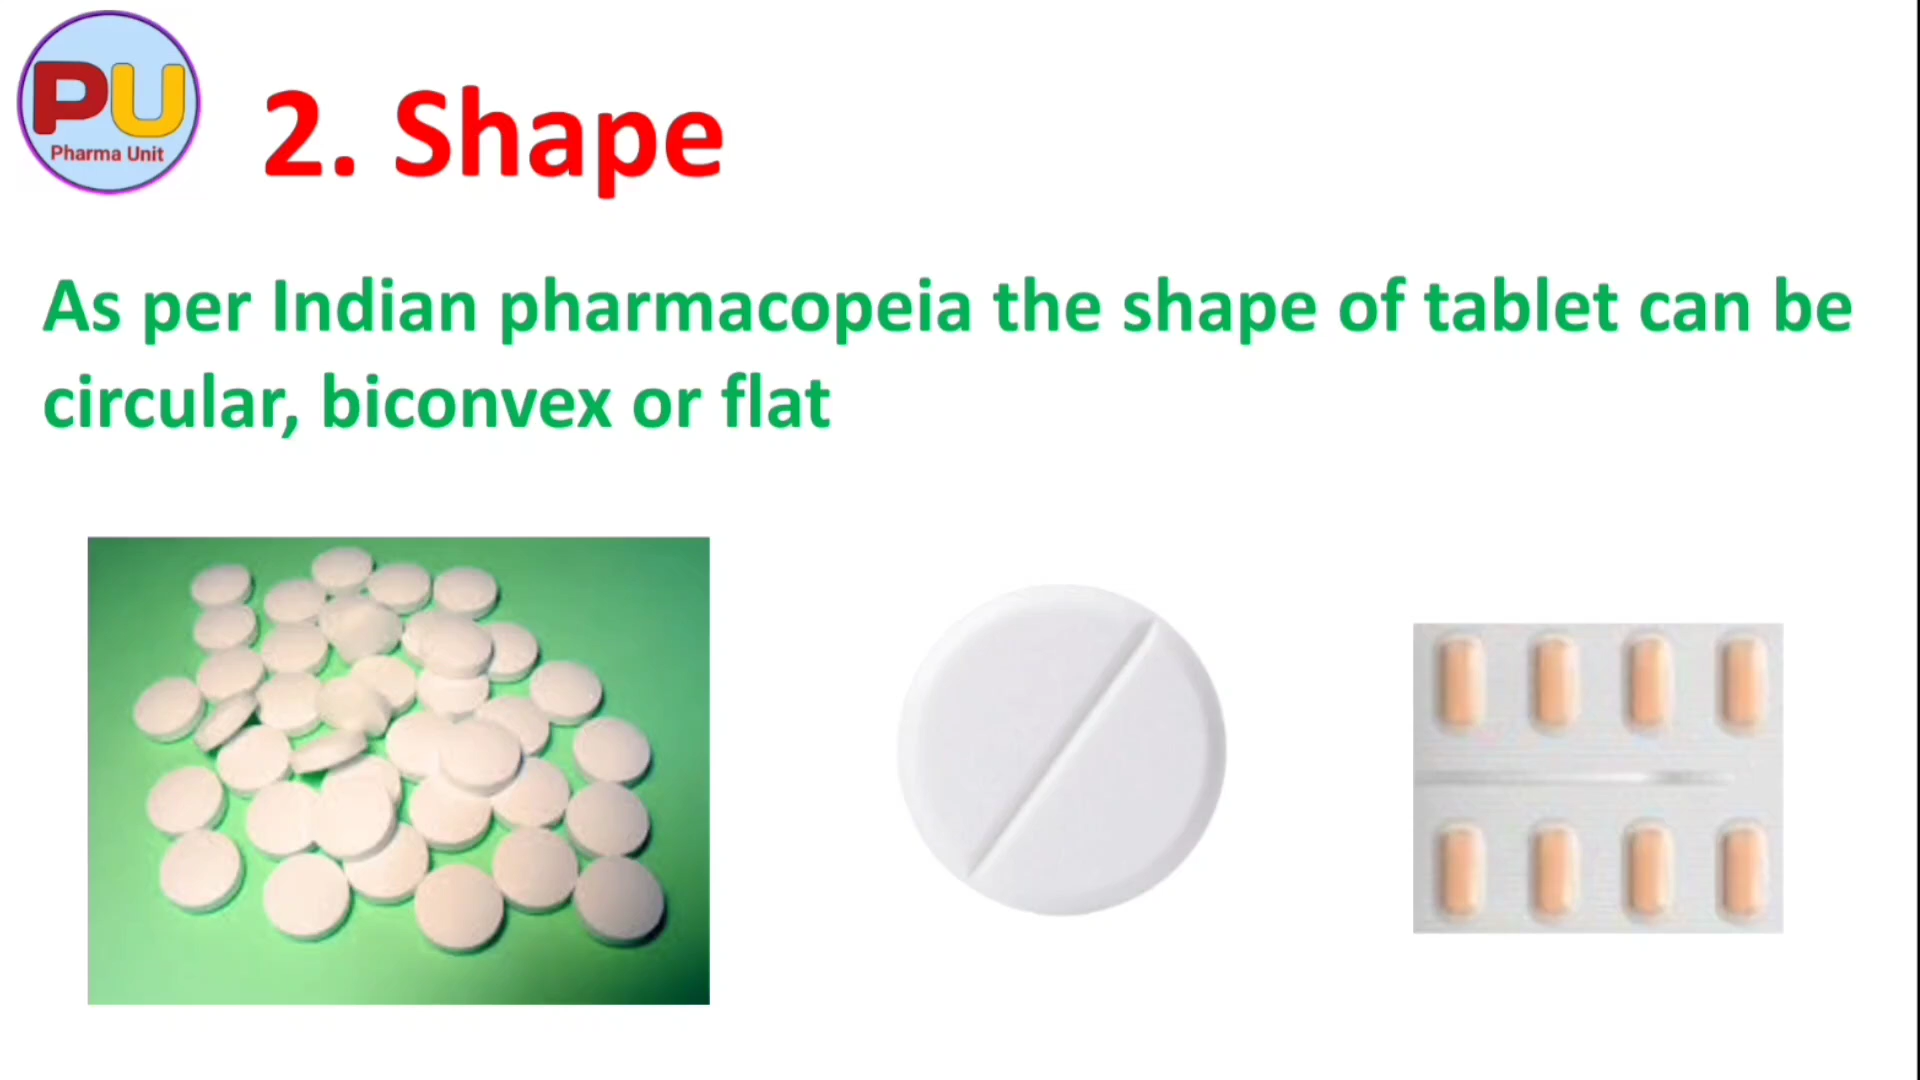 PU
Pharma Unit
2. Shape
As per Indian pharmacopeia the shape of tablet can be
circular, biconvex or flat